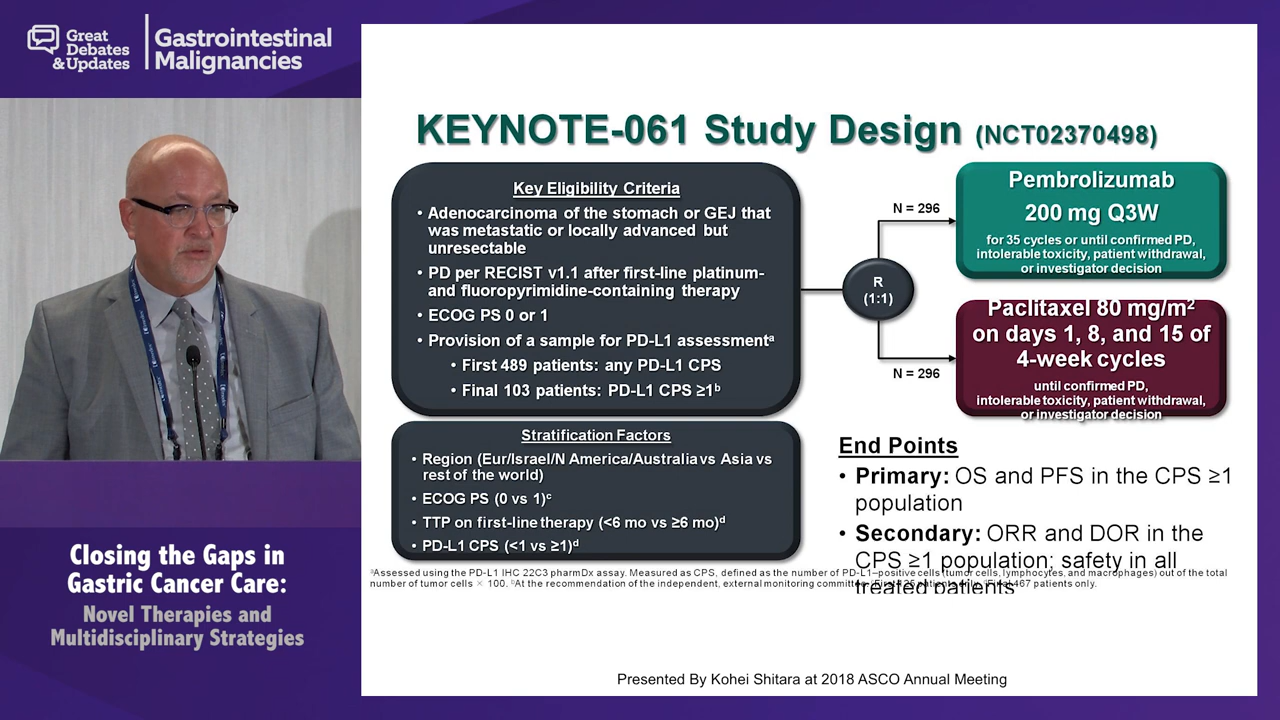 Great
Debates
& Updates
Gastrointestinal
Malignancies
KEYNOTE-061 Study Design (NCT02370498)
Key Eligibility Criteria
• Adenocarcinoma of the stomach or GEJ that
was metastatic or locally advanced but
unresectable
• PD per RECIST v1.1 after first-line platinum-
and fluoropyrimidine-containing therapy
• ECOG PS 0 or 1
• Provision of a sample for PD-L1 assessmentᵃ
• First 489 patients: any PD-L1 CPS
• Final 103 patients: PD-L1 CPS ≥1ᵇ
Stratification Factors
• Region (Eur/Israel/N America/Australia vs Asia vs
rest of the world)
• ECOG PS (0 vs 1)ᶜ
• TTP on first-line therapy (<6 mo vs ≥6 mo)ᵈ
• PD-L1 CPS (<1 vs ≥1)ᵈ
R
(1:1)
N = 296
N = 296
Pembrolizumab
200 mg Q3W
for 35 cycles or until confirmed PD,
intolerable toxicity, patient withdrawal,
or investigator decision
Paclitaxel 80 mg/m²
on days 1, 8, and 15 of
4-week cycles
until confirmed PD,
intolerable toxicity, patient withdrawal,
or investigator decision
End Points
• Primary: OS and PFS in the CPS ≥1
population
• Secondary: ORR and DOR in the
CPS ≥1 population; safety in all
treated patients
ᵃAssessed using the PD-L1 IHC 22C3 pharmDx assay. Measured as CPS, defined as the number of PD-L1–positive cells (tumor cells, lymphocytes, and macrophages) out of the total
number of tumor cells × 100. ᵇAt the recommendation of the independent, external monitoring committee. patients only. 467 patients only.
Presented By Kohei Shitara at 2018 ASCO Annual Meeting
Closing the Gaps in
Gastric Cancer Care:
Novel Therapies and
Multidisciplinary Strategies